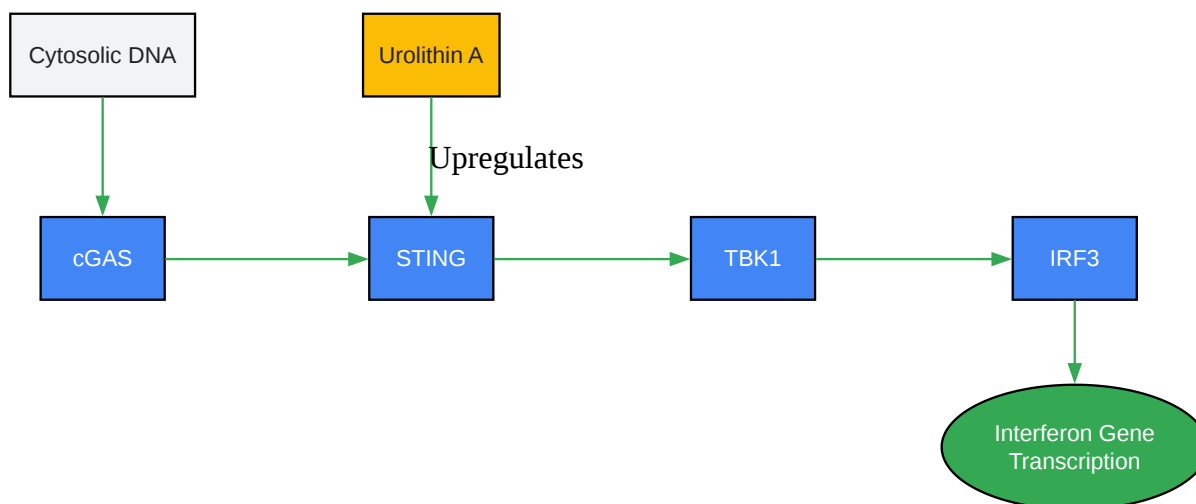 Cytosolic DNA
Urolithin A
Upregulates
cGAS
STING
TBK1
IRF3
Interferon Gene
Transcription